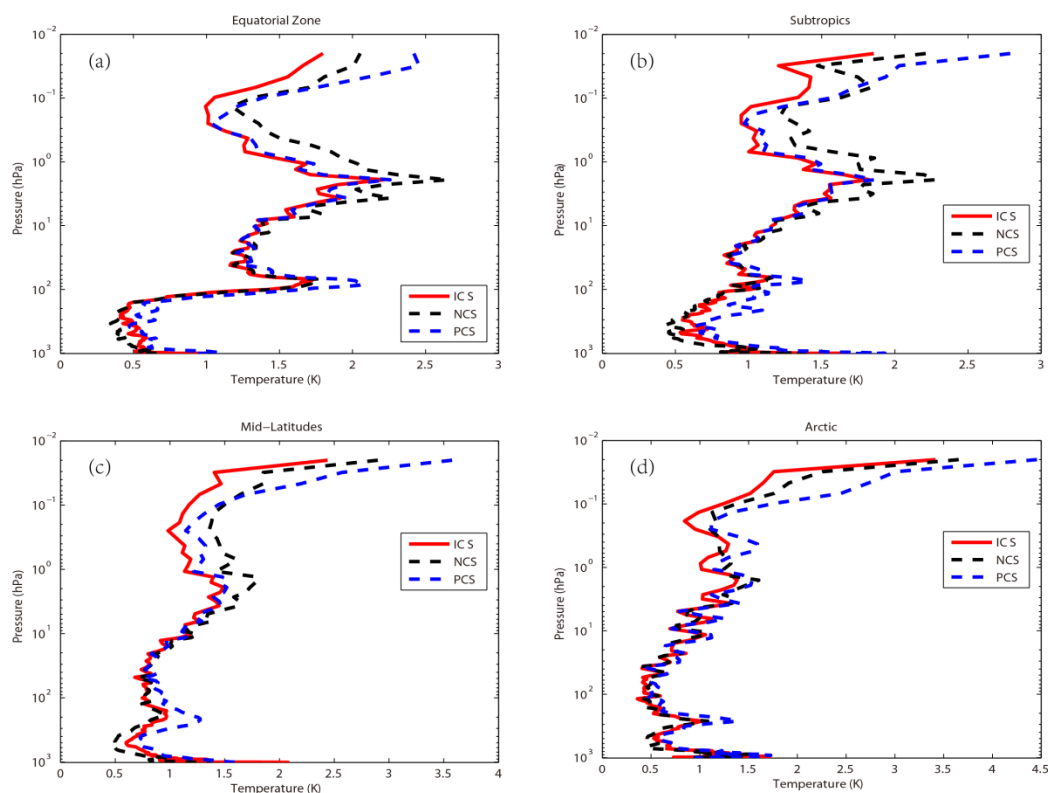 Equatorial Zone
(a)
10⁻²
10⁻¹
10⁰
10¹
10²
10³
Pressure (hPa)
IC S
NCS
PCS
0 0.5 1 1.5 2 2.5 3
Temperature (K)
Subtropics
(b)
10⁻²
10⁻¹
10⁰
10¹
10²
10³
Pressure (hPa)
IC S
NCS
PCS
0 0.5 1 1.5 2 2.5 3
Temperature (K)
Mid−Latitudes
(c)
10⁻²
10⁻¹
10⁰
10¹
10²
10³
Pressure (hPa)
IC S
NCS
PCS
0 0.5 1 1.5 2 2.5 3 3.5 4
Temperature (K)
Arctic
(d)
10⁻²
10⁻¹
10⁰
10¹
10²
10³
Pressure (hPa)
IC S
NCS
PCS
0 0.5 1 1.5 2 2.5 3 3.5 4 4.5
Temperature (K)